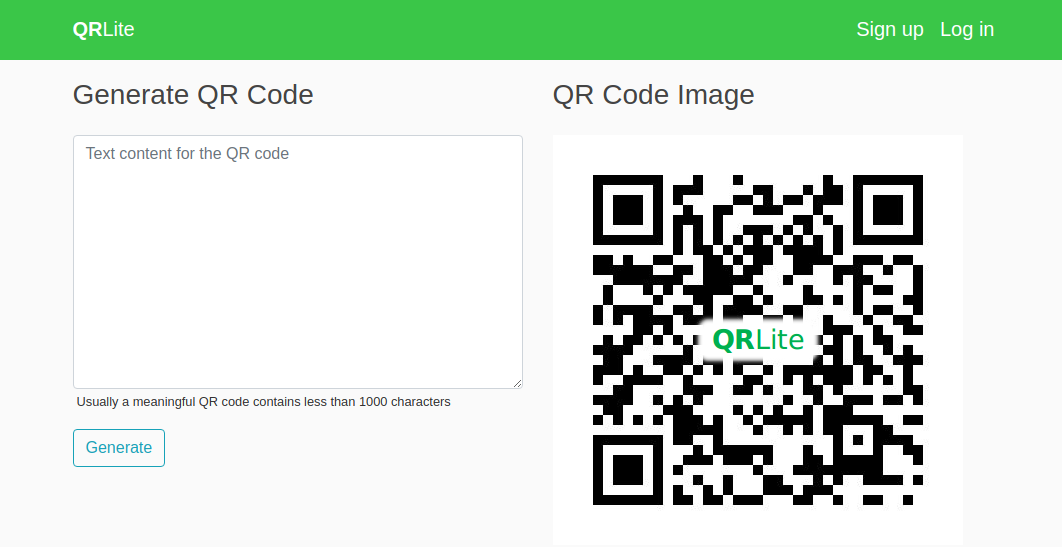 QRLite
Sign up
Log in
Generate QR Code
Text content for the QR code
Usually a meaningful QR code contains less than 1000 characters
Generate
QR Code Image
QRLite